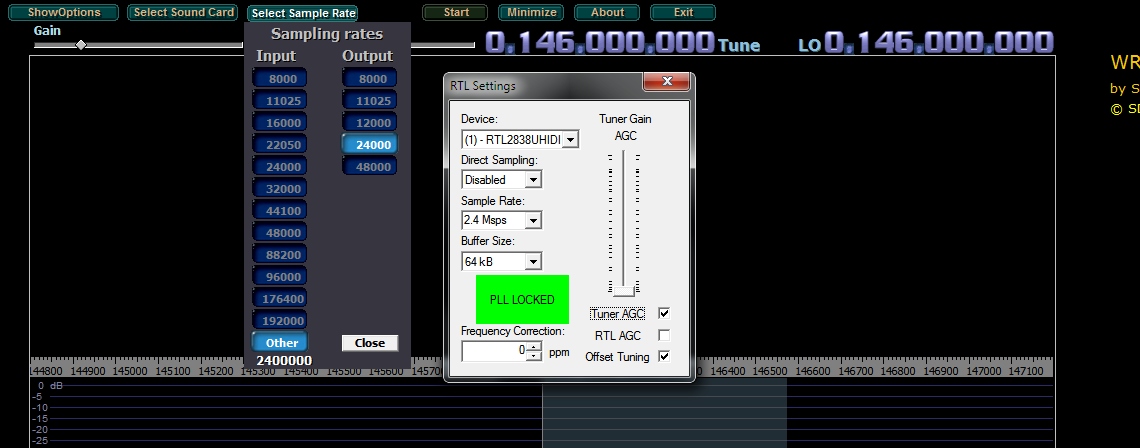 ShowOptions Select Sound Card Select Sample Rate Start Minimize About Exit
Gain
0,146,000,000 Tune LO 0,146,000,000
Sampling rates
Input Output
8000 8000
11025 11025
16000 12000
22050 24000
24000 48000
32000
44100
48000
88200
96000
176400
192000
Other Close
2400000
RTL Settings
Device:
(1) - RTL2838UHIDI
Direct Sampling:
Disabled
Sample Rate:
2.4 Msps
Buffer Size:
64 kB
PLL LOCKED
Frequency Correction:
0 ppm
Tuner Gain
AGC
Tuner AGC
RTL AGC
Offset Tuning
WR
by S
© SD
144800 144900 145000 145100 145200 145300 145400 145500 145600 1457 146400 146500 146600 146700 146800 146900 147000 147100
0 dB
-5
-10
-15
-20
-25